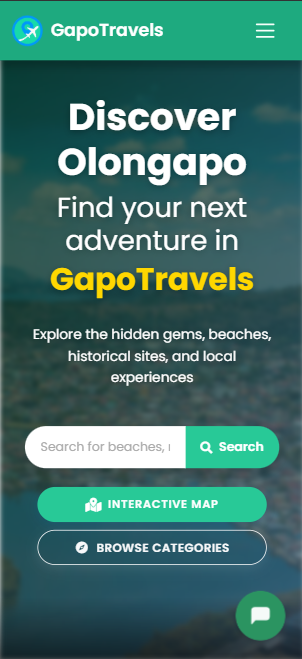 GapoTravels
Discover
Olongapo
Find your next
adventure in
GapoTravels
Explore the hidden gems, beaches,
historical sites, and local
experiences
Search for beaches, Search
INTERACTIVE MAP
BROWSE CATEGORIES